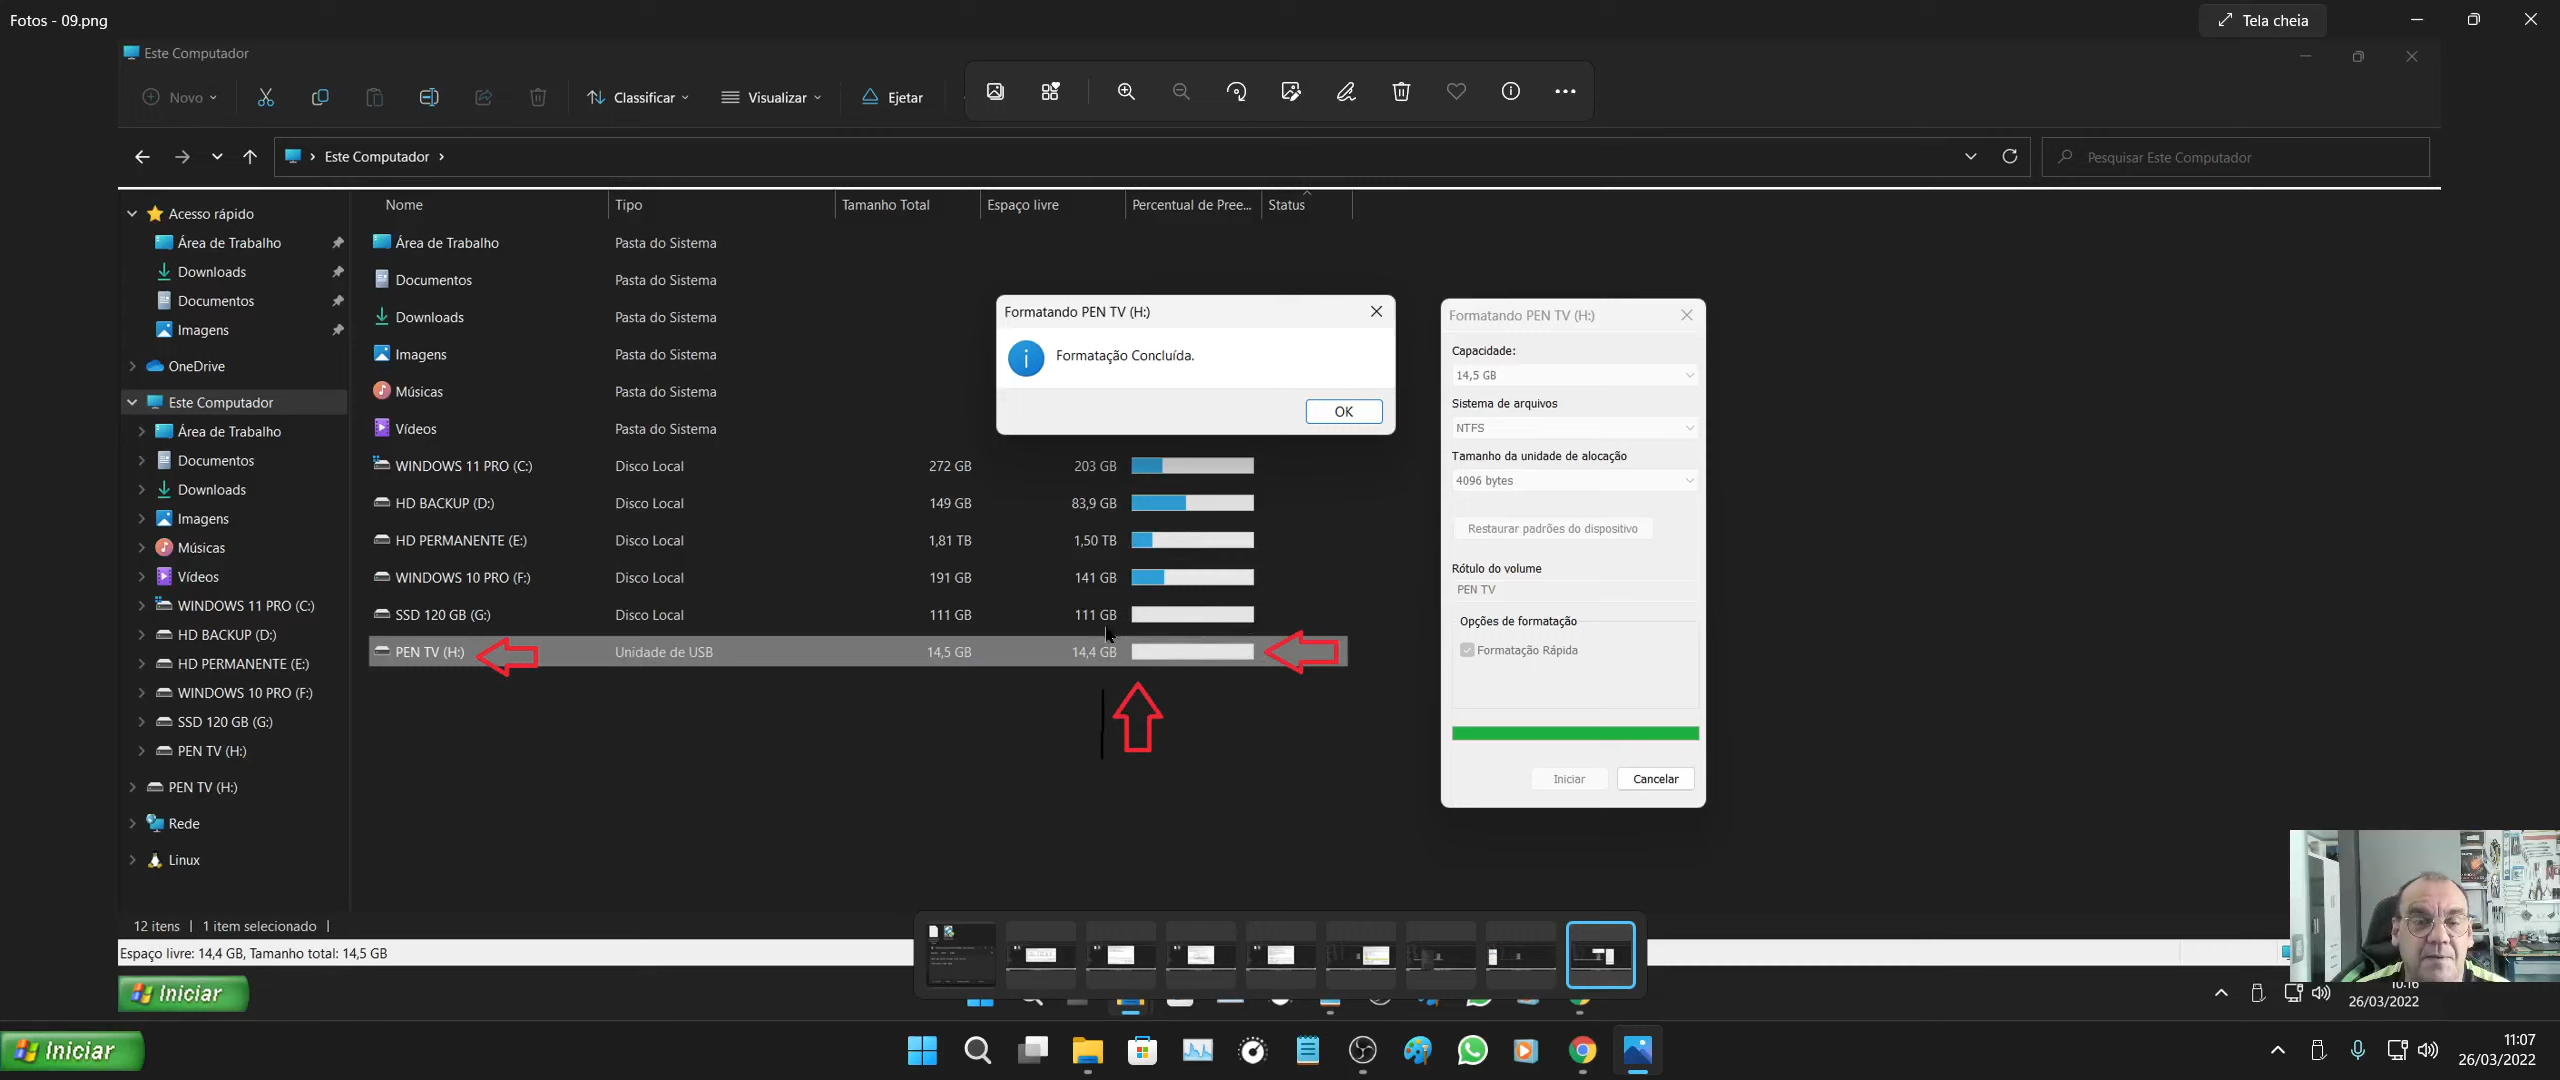 Fotos - 09.png
Tela cheia
Este Computador
Novo
Classificar
Visualizar
Ejetar
Este Computador
Pesquisar Este Computador
Nome
Tipo
Tamanho Total
Espaço livre
Percentual de Pree...
Status
Acesso rápido
Área de Trabalho
Downloads
Documentos
Imagens
OneDrive
Este Computador
Área de Trabalho
Documentos
Downloads
Imagens
Músicas
Vídeos
WINDOWS 11 PRO (C:)
HD BACKUP (D:)
HD PERMANENTE (E:)
WINDOWS 10 PRO (F:)
SSD 120 GB (G:)
PEN TV (H:)
PEN TV (H:)
Rede
Linux
Área de Trabalho Pasta do Sistema
Documentos Pasta do Sistema
Downloads Pasta do Sistema
Imagens Pasta do Sistema
Músicas Pasta do Sistema
Vídeos Pasta do Sistema
WINDOWS 11 PRO (C:) Disco Local 272 GB 203 GB
HD BACKUP (D:) Disco Local 149 GB 83,9 GB
HD PERMANENTE (E:) Disco Local 1,81 TB 1,50 TB
WINDOWS 10 PRO (F:) Disco Local 191 GB 141 GB
SSD 120 GB (G:) Disco Local 111 GB 111 GB
PEN TV (H:) Unidade de USB 14,5 GB 14,4 GB
Formatando PEN TV (H:)
Formatação Concluída.
OK
Formatando PEN TV (H:)
Capacidade:
14,5 GB
Sistema de arquivos
NTFS
Tamanho da unidade de alocação
4096 bytes
Restaurar padrões do dispositivo
Rótulo do volume
PEN TV
Opções de formatação
Formatação Rápida
Iniciar
Cancelar
12 itens
1 item selecionado
Espaço livre: 14,4 GB, Tamanho total: 14,5 GB
Iniciar
10:16
26/03/2022
Iniciar
11:07
26/03/2022